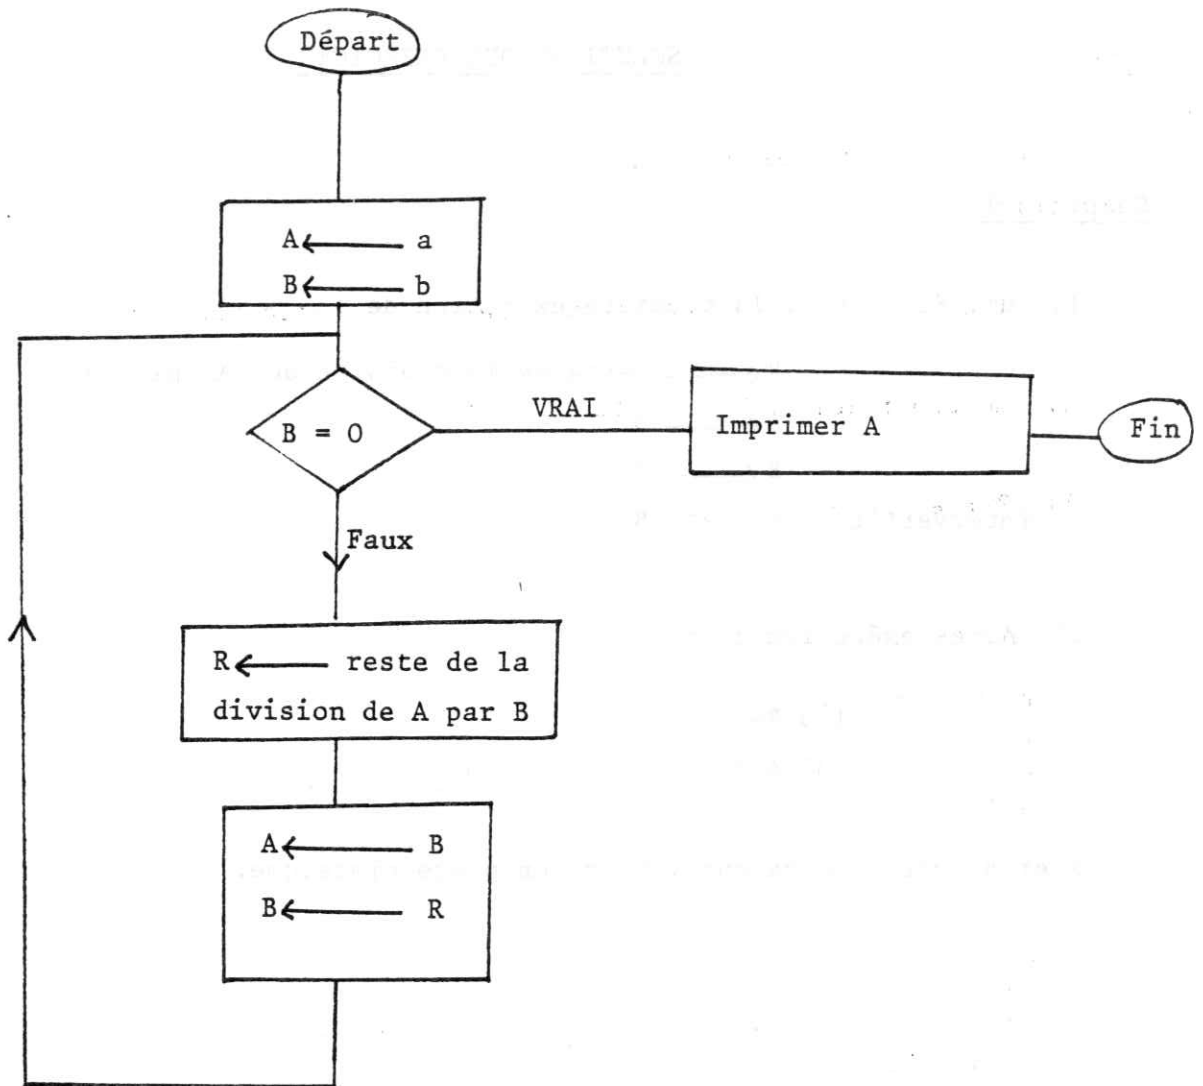 Départ
A ← a
B ← b
B = 0
VRAI
Imprimer A
Fin
Faux
R ← reste de la
division de A par B
A ← B
B ← R